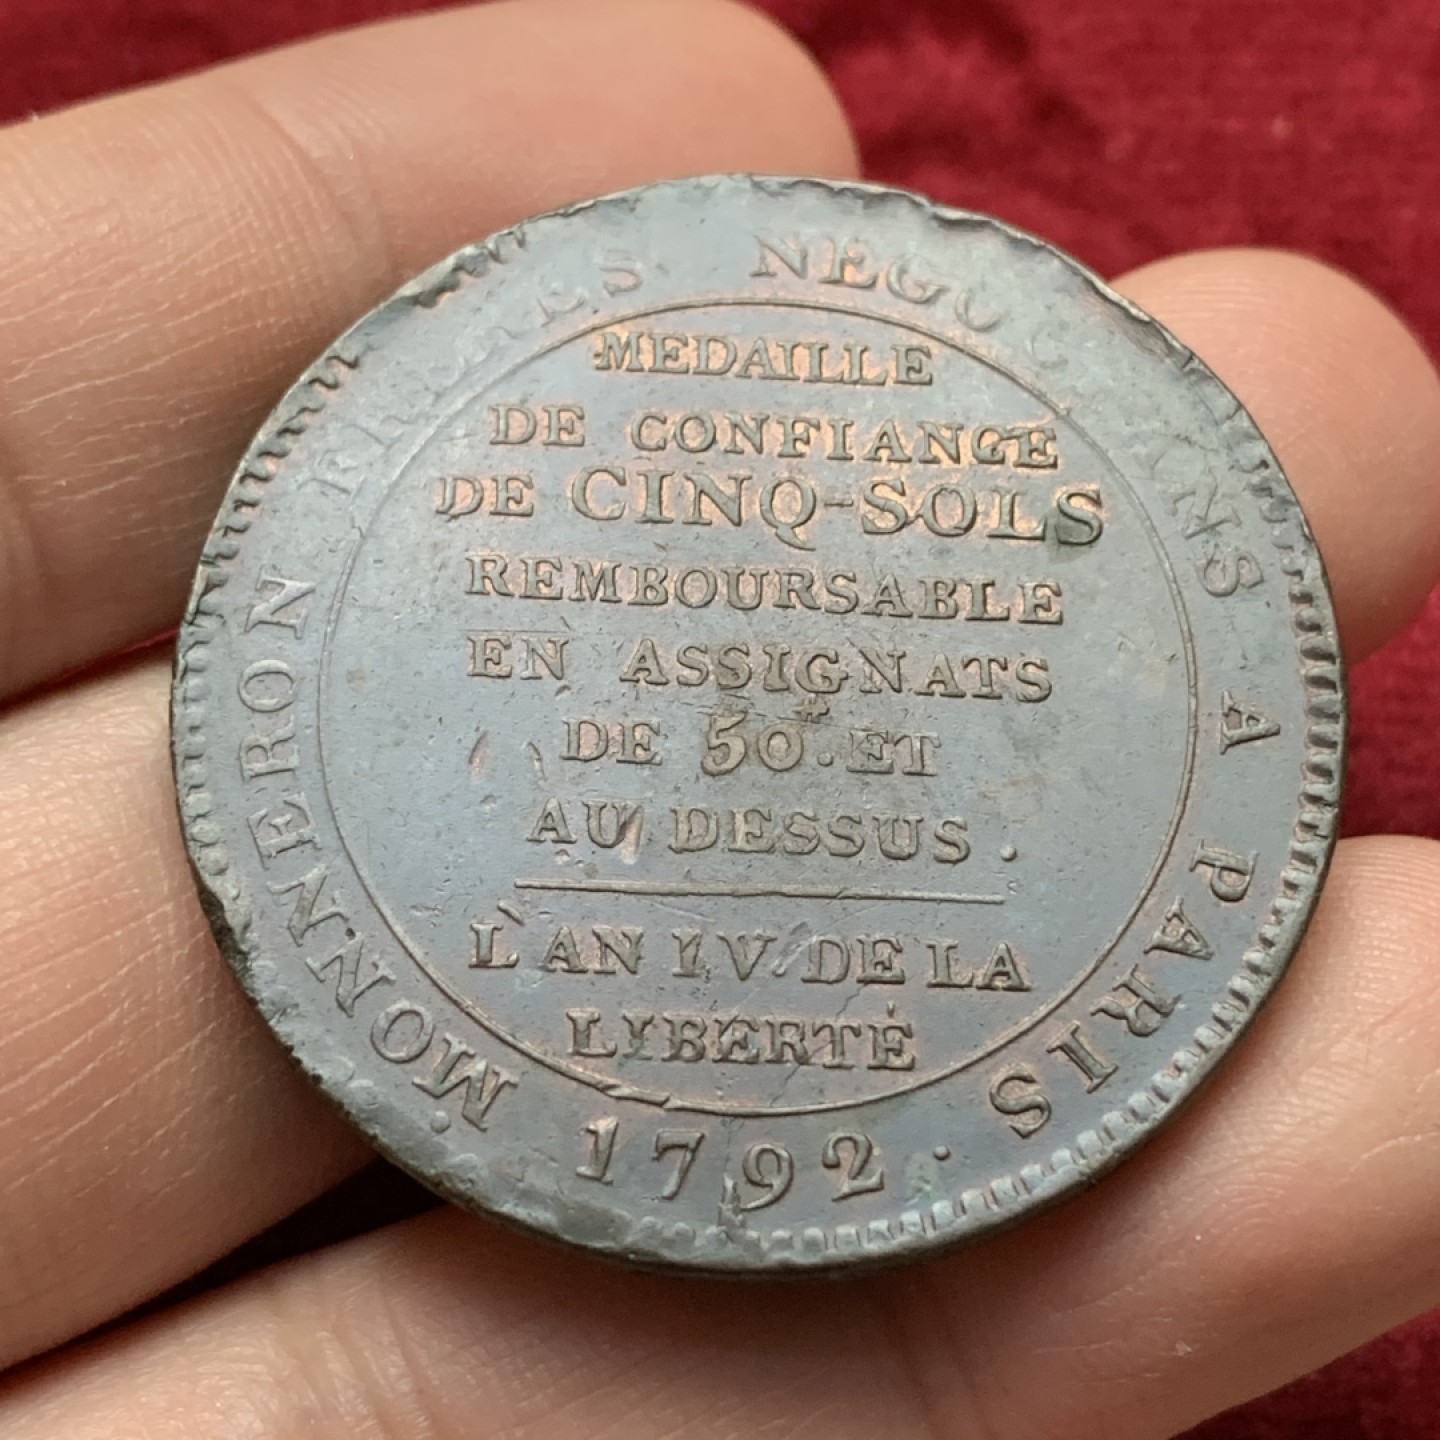 MEDAILLE
DE CONFIANCE
DE CINQ-SOLS
REMBOURSABLE
EN ASSIGNATS
DE 50.# ET
AU DESSUS .
L'AN IV. DE LA
LIBERTÉ
MONNERON FRERES NEGOCIANS A PARIS
. 1792 .